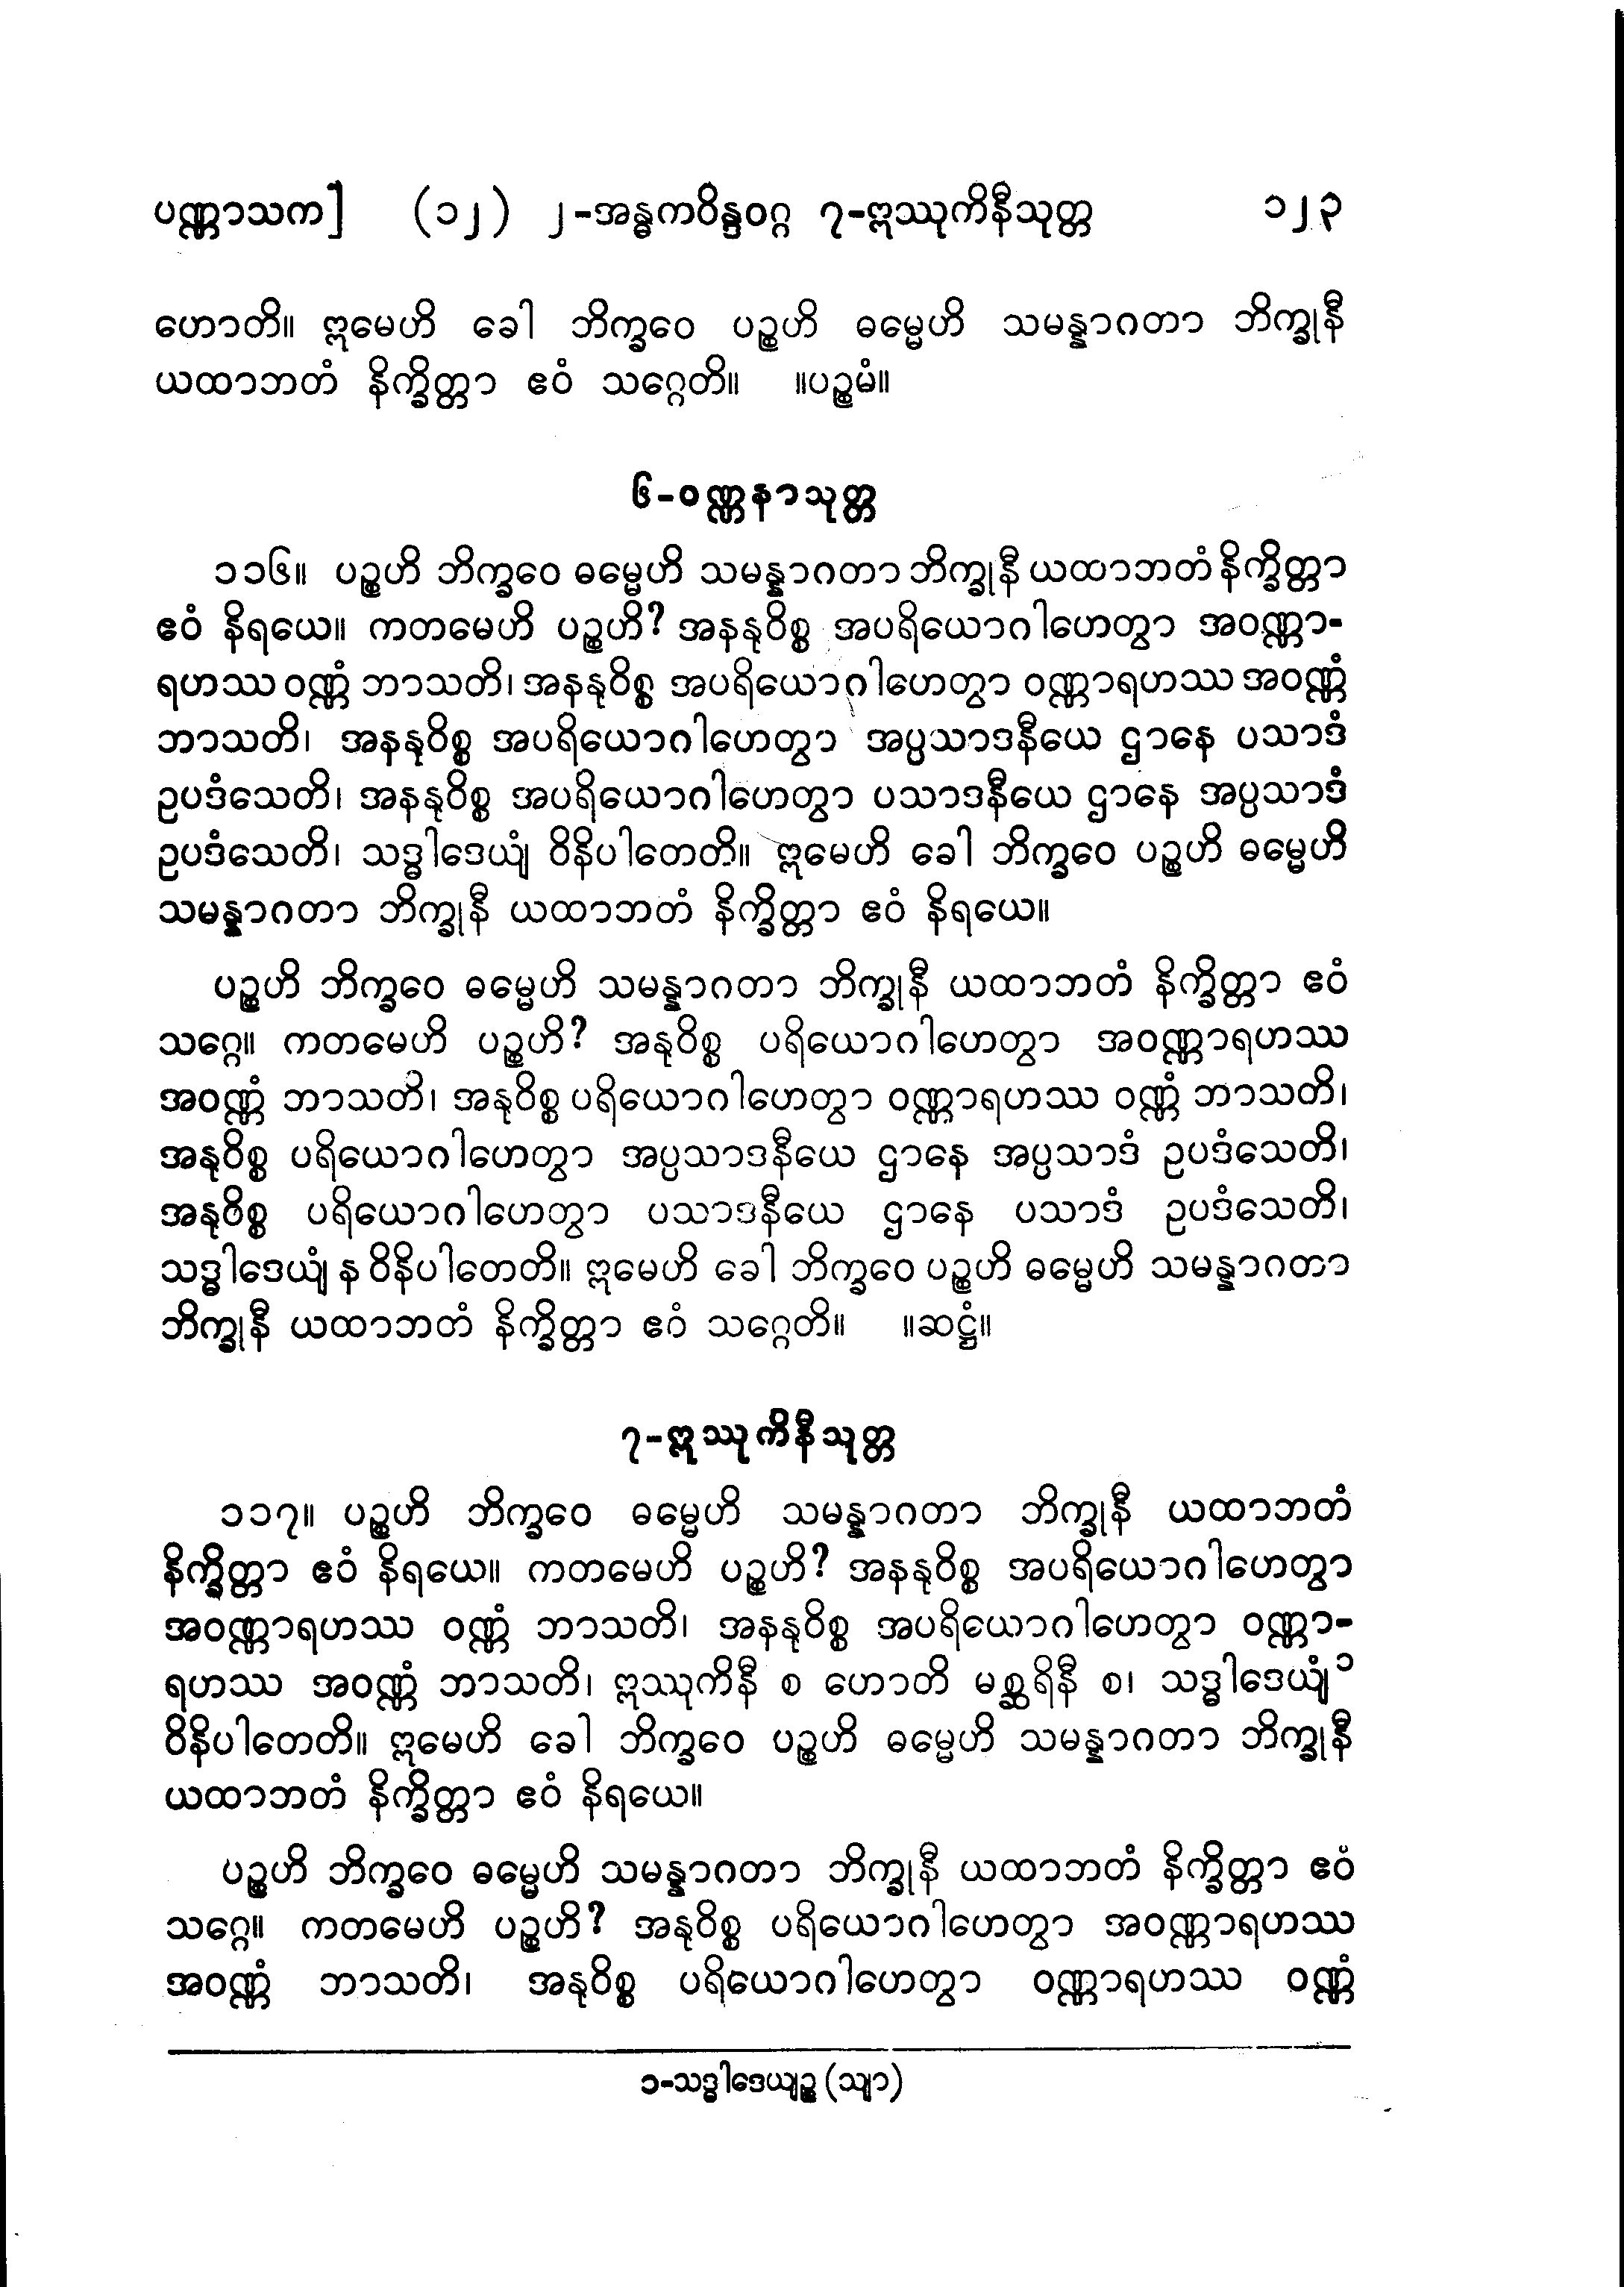 ပဏ္ဏာသက] (၁၂) ၂-အန္ဓကဝိန္ဒဝဂ္ဂ ၇-ဣဿုကိနီသုတ္တ ၁၂၃
ဟောတိ။ ဣမေဟိ ခေါ ဘိက္ခဝေ ပဉ္စဟိ ဓမ္မေဟိ သမန္နာဂတာ ဘိက္ခုနီ
ယထာဘတံ နိက္ခိတ္တာ ဧဝံ သဂ္ဂေတိ။ ။ပဉ္စမံ။
၆-ဝဏ္ဏနာသုတ္တ
၁၁၆။ ပဉ္စဟိ ဘိက္ခဝေ ဓမ္မေဟိ သမန္နာဂတာ ဘိက္ခုနီ ယထာဘတံ နိက္ခိတ္တာ
ဧဝံ နိရယေ။ ကတမေဟိ ပဉ္စဟိ? အနနုဝိစ္စ အပရိယောဂါဟေတွာ အဝဏ္ဏာ-
ရဟဿ ဝဏ္ဏံ ဘာသတိ၊ အနနုဝိစ္စ အပရိယောဂါဟေတွာ ဝဏ္ဏာရဟဿ အဝဏ္ဏံ
ဘာသတိ၊ အနနုဝိစ္စ အပရိယောဂါဟေတွာ အပ္ပသာဒနီယေ ဌာနေ ပသာဒံ
ဥပဒံသေတိ၊ အနနုဝိစ္စ အပရိယောဂါဟေတွာ ပသာဒနီယေ ဌာနေ အပ္ပသာဒံ
ဥပဒံသေတိ၊ သဒ္ဓါဒေယျံ ဝိနိပါတေတိ။ ဣမေဟိ ခေါ ဘိက္ခဝေ ပဉ္စဟိ ဓမ္မေဟိ
သမန္နာဂတာ ဘိက္ခုနီ ယထာဘတံ နိက္ခိတ္တာ ဧဝံ နိရယေ။
ပဉ္စဟိ ဘိက္ခဝေ ဓမ္မေဟိ သမန္နာဂတာ ဘိက္ခုနီ ယထာဘတံ နိက္ခိတ္တာ ဧဝံ
သဂ္ဂေ။ ကတမေဟိ ပဉ္စဟိ? အနုဝိစ္စ ပရိယောဂါဟေတွာ အဝဏ္ဏာရဟဿ
အဝဏ္ဏံ ဘာသတိ၊ အနုဝိစ္စ ပရိယောဂါဟေတွာ ဝဏ္ဏာရဟဿ ဝဏ္ဏံ ဘာသတိ၊
အနုဝိစ္စ ပရိယောဂါဟေတွာ အပ္ပသာဒနီယေ ဌာနေ အပ္ပသာဒံ ဥပဒံသေတိ၊
အနုဝိစ္စ ပရိယောဂါဟေတွာ ပသာဒနီယေ ဌာနေ ပသာဒံ ဥပဒံသေတိ၊
သဒ္ဓါဒေယျံ န ဝိနိပါတေတိ။ ဣမေဟိ ခေါ ဘိက္ခဝေ ပဉ္စဟိ ဓမ္မေဟိ သမန္နာဂတာ
ဘိက္ခုနီ ယထာဘတံ နိက္ခိတ္တာ ဧဝံ သဂ္ဂေတိ။ ။ဆဋ္ဌံ။
၇-ဣဿုကိနီသုတ္တ
၁၁၇။ ပဉ္စဟိ ဘိက္ခဝေ ဓမ္မေဟိ သမန္နာဂတာ ဘိက္ခုနီ ယထာဘတံ
နိက္ခိတ္တာ ဧဝံ နိရယေ။ ကတမေဟိ ပဉ္စဟိ? အနနုဝိစ္စ အပရိယောဂါဟေတွာ
အဝဏ္ဏာရဟဿ ဝဏ္ဏံ ဘာသတိ၊ အနနုဝိစ္စ အပရိယောဂါဟေတွာ ဝဏ္ဏာ-
ရဟဿ အဝဏ္ဏံ ဘာသတိ၊ ဣဿုကိနီ စ ဟောတိ မစ္ဆရိနီ စ၊ သဒ္ဓါဒေယျံ ၁
ဝိနိပါတေတိ။ ဣမေဟိ ခေါ ဘိက္ခဝေ ပဉ္စဟိ ဓမ္မေဟိ သမန္နာဂတာ ဘိက္ခုနီ
ယထာဘတံ နိက္ခိတ္တာ ဧဝံ နိရယေ။
ပဉ္စဟိ ဘိက္ခဝေ ဓမ္မေဟိ သမန္နာဂတာ ဘိက္ခုနီ ယထာဘတံ နိက္ခိတ္တာ ဧဝံ
သဂ္ဂေ။ ကတမေဟိ ပဉ္စဟိ? အနုဝိစ္စ ပရိယောဂါဟေတွာ အဝဏ္ဏာရဟဿ
အဝဏ္ဏံ ဘာသတိ၊ အနုဝိစ္စ ပရိယောဂါဟေတွာ ဝဏ္ဏာရဟဿ ဝဏ္ဏံ
၁-သဒ္ဓါဒေယျဉ္စ (သျာ)